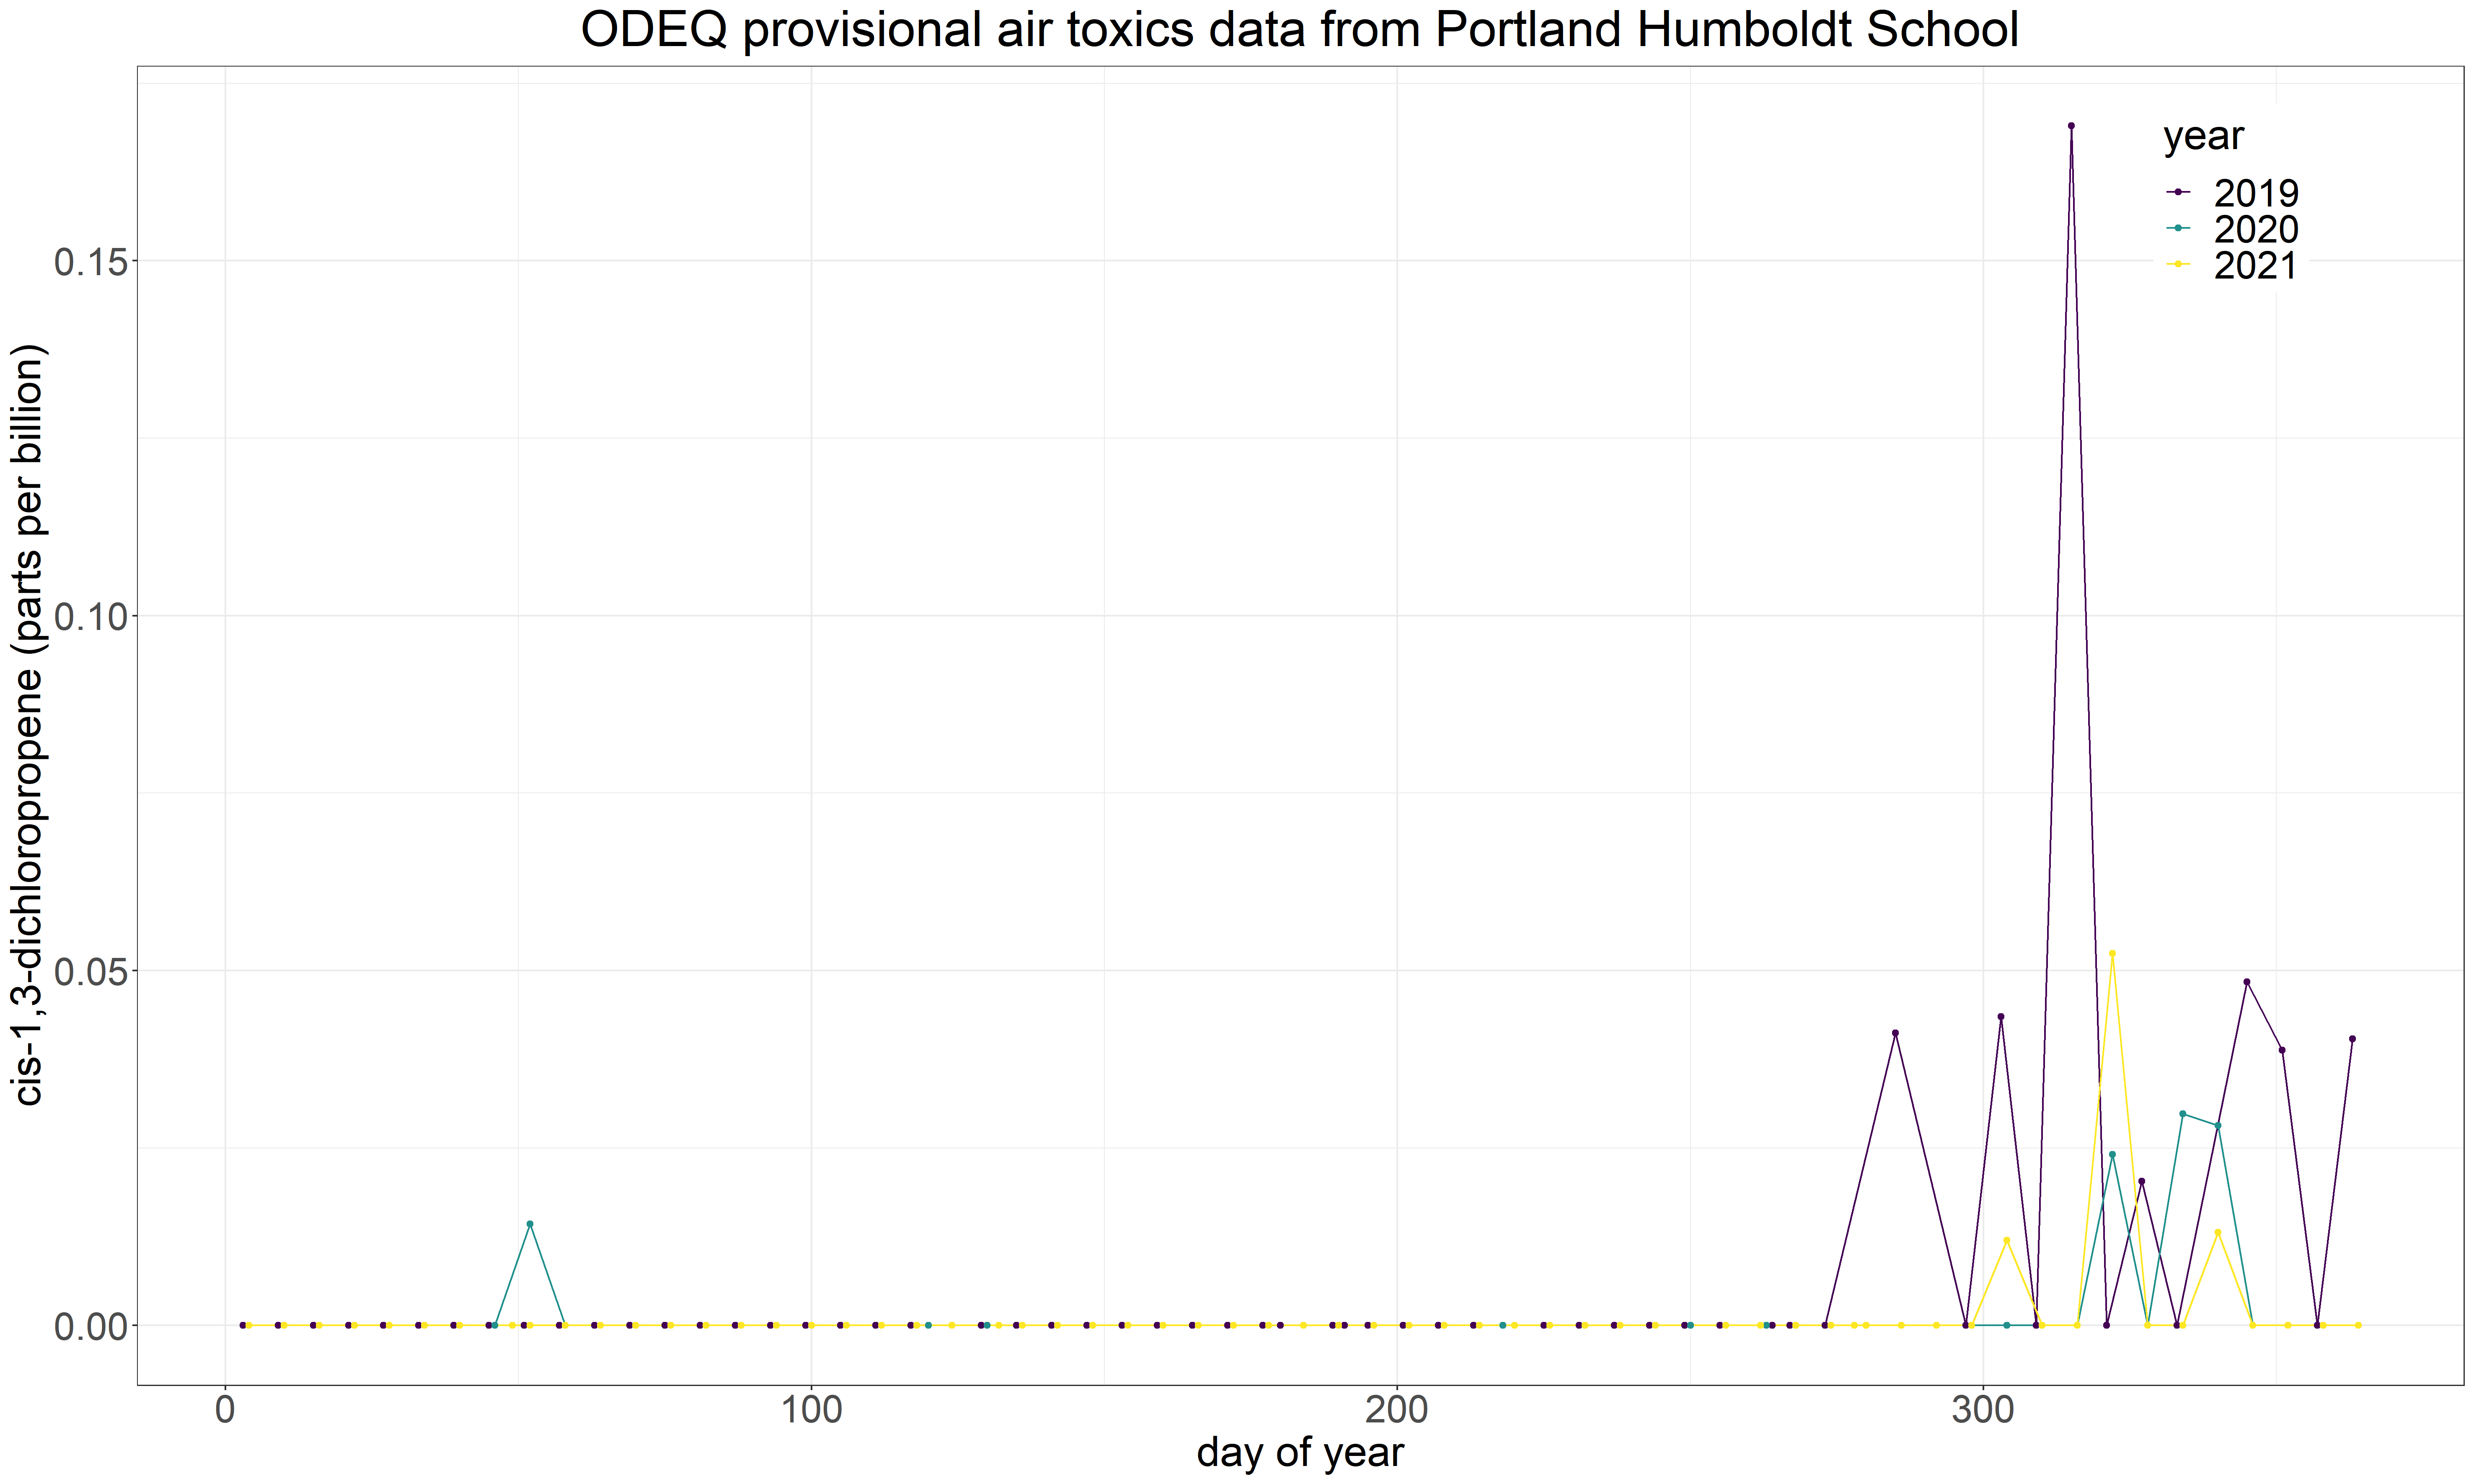 ODEQ provisional air toxics data from Portland Humboldt School
year
2019
2020
2021
0.15
0.10
0.05
0.00
cis-1,3-dichloropropene (parts per billion)
0 100 200 300
day of year